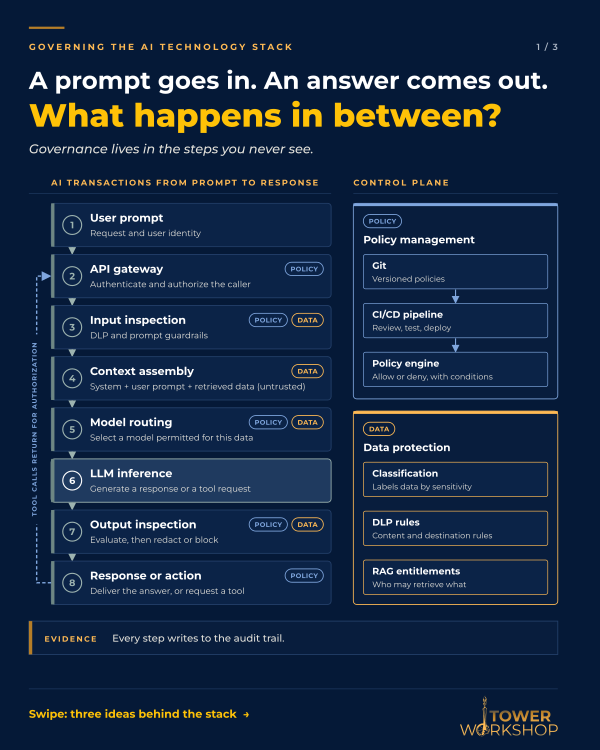 GOVERNING THE AI TECHNOLOGY STACK
1 / 3
A prompt goes in. An answer comes out.
What happens in between?
Governance lives in the steps you never see.
AI TRANSACTIONS FROM PROMPT TO RESPONSE
1
User prompt
Request and user identity
2
API gateway
POLICY
Authenticate and authorize the caller
3
Input inspection
POLICY DATA
DLP and prompt guardrails
4
Context assembly
DATA
System + user prompt + retrieved data (untrusted)
5
Model routing
POLICY DATA
Select a model permitted for this data
6
LLM inference
Generate a response or a tool request
7
Output inspection
POLICY DATA
Evaluate, then redact or block
8
Response or action
POLICY
Deliver the answer, or request a tool
TOOL CALLS RETURN FOR AUTHORIZATION
CONTROL PLANE
POLICY
Policy management
Git
Versioned policies
CI/CD pipeline
Review, test, deploy
Policy engine
Allow or deny, with conditions
DATA
Data protection
Classification
Labels data by sensitivity
DLP rules
Content and destination rules
RAG entitlements
Who may retrieve what
EVIDENCE Every step writes to the audit trail.
Swipe: three ideas behind the stack →
TOWER
WORKSHOP